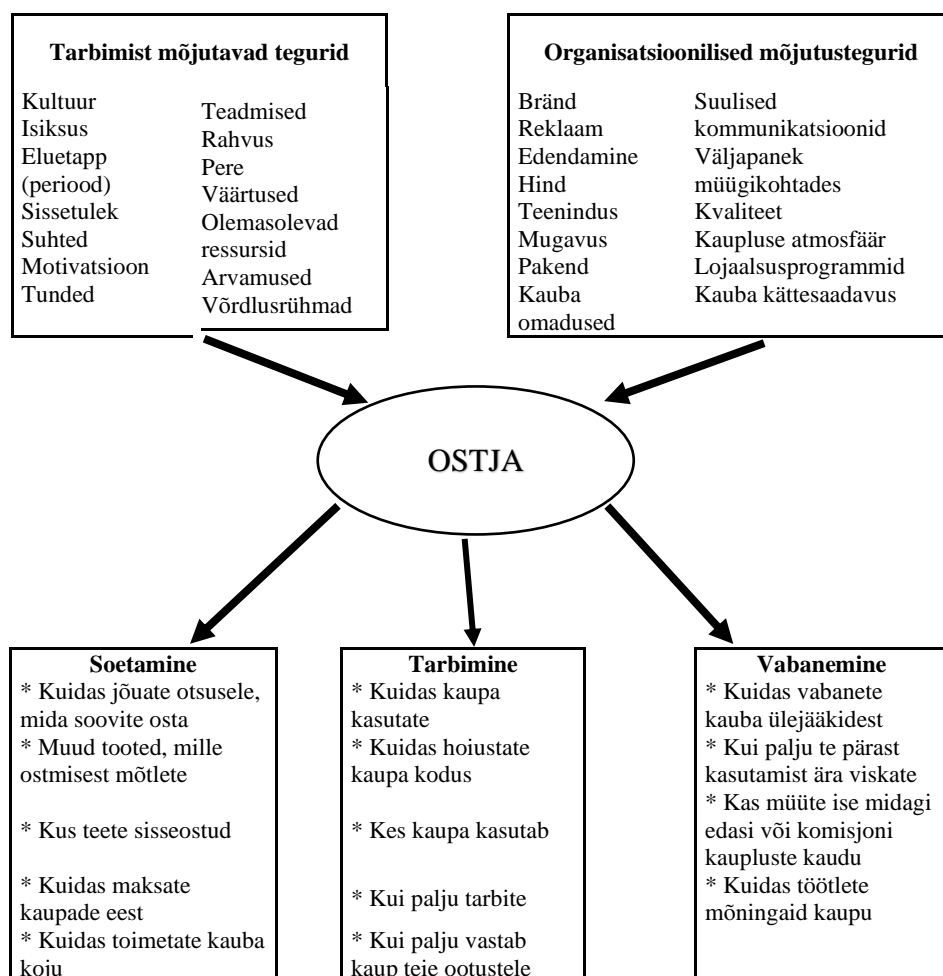 Tarbimist mõjutavad tegurid
Kultuur
Isiksus
Eluetapp
(periood)
Sissetulek
Suhted
Motivatsioon
Tunded
Teadmised
Rahvus
Pere
Väärtused
Olemasolevad
ressursid
Arvamused
Võrdlusrühmad
Organisatsioonilised mõjutustegurid
Bränd
Reklaam
Edendamine
Hind
Teenindus
Mugavus
Pakend
Kauba
omadused
Suulised
kommunikatsioonid
Väljapanek
müügikohtades
Kvaliteet
Kaupluse atmosfäär
Lojaalsusprogrammid
Kauba kättesaadavus
OSTJA
Soetamine
* Kuidas jõuate otsusele,
mida soovite osta
* Muud tooted, mille
ostmisest mõtlete
* Kus teete sisseostud
* Kuidas maksate
kaupade eest
* Kuidas toimetate kauba
koju
Tarbimine
* Kuidas kaupa
kasutate
* Kuidas hoiustate
kaupa kodus
* Kes kaupa kasutab
* Kui palju tarbite
* Kui palju vastab
kaup teie ootustele
Vabanemine
* Kuidas vabanete
kauba ülejääkidest
* Kui palju te pärast
kasutamist ära viskate
* Kas müüte ise midagi
edasi või komisjoni
kaupluste kaudu
* Kuidas töötlete
mõningaid kaupu